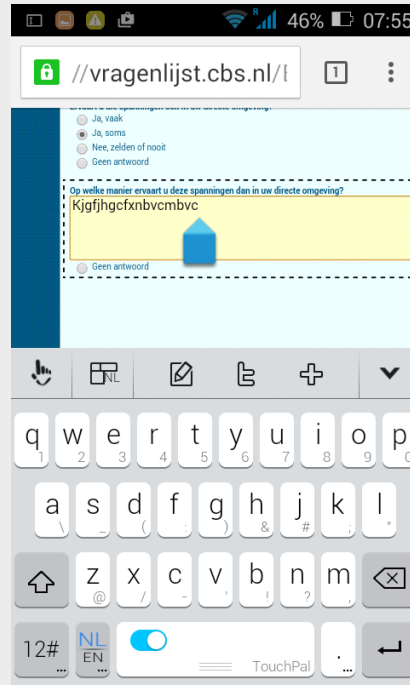 R
46%
07:55
//vragenlijst.cbs.nl/
1
Ervaart u die spanningen ook in uw directe omgeving?
Ja, vaak
Ja, soms
Nee, zelden of nooit
Geen antwoord
Op welke manier ervaart u deze spanningen dan in uw directe omgeving?
Kjgfjhgcfxnbvcmbvc
Geen antwoord
NL
q w e r t y u i o p
1 2 3 4 5 6 7 8 9 0
a s d f g h j k l
\ _ ( : ) & # ; "
z x c v b n m
@ / - ' ! ? ,
12# NL EN .
... ... ...
TouchPal